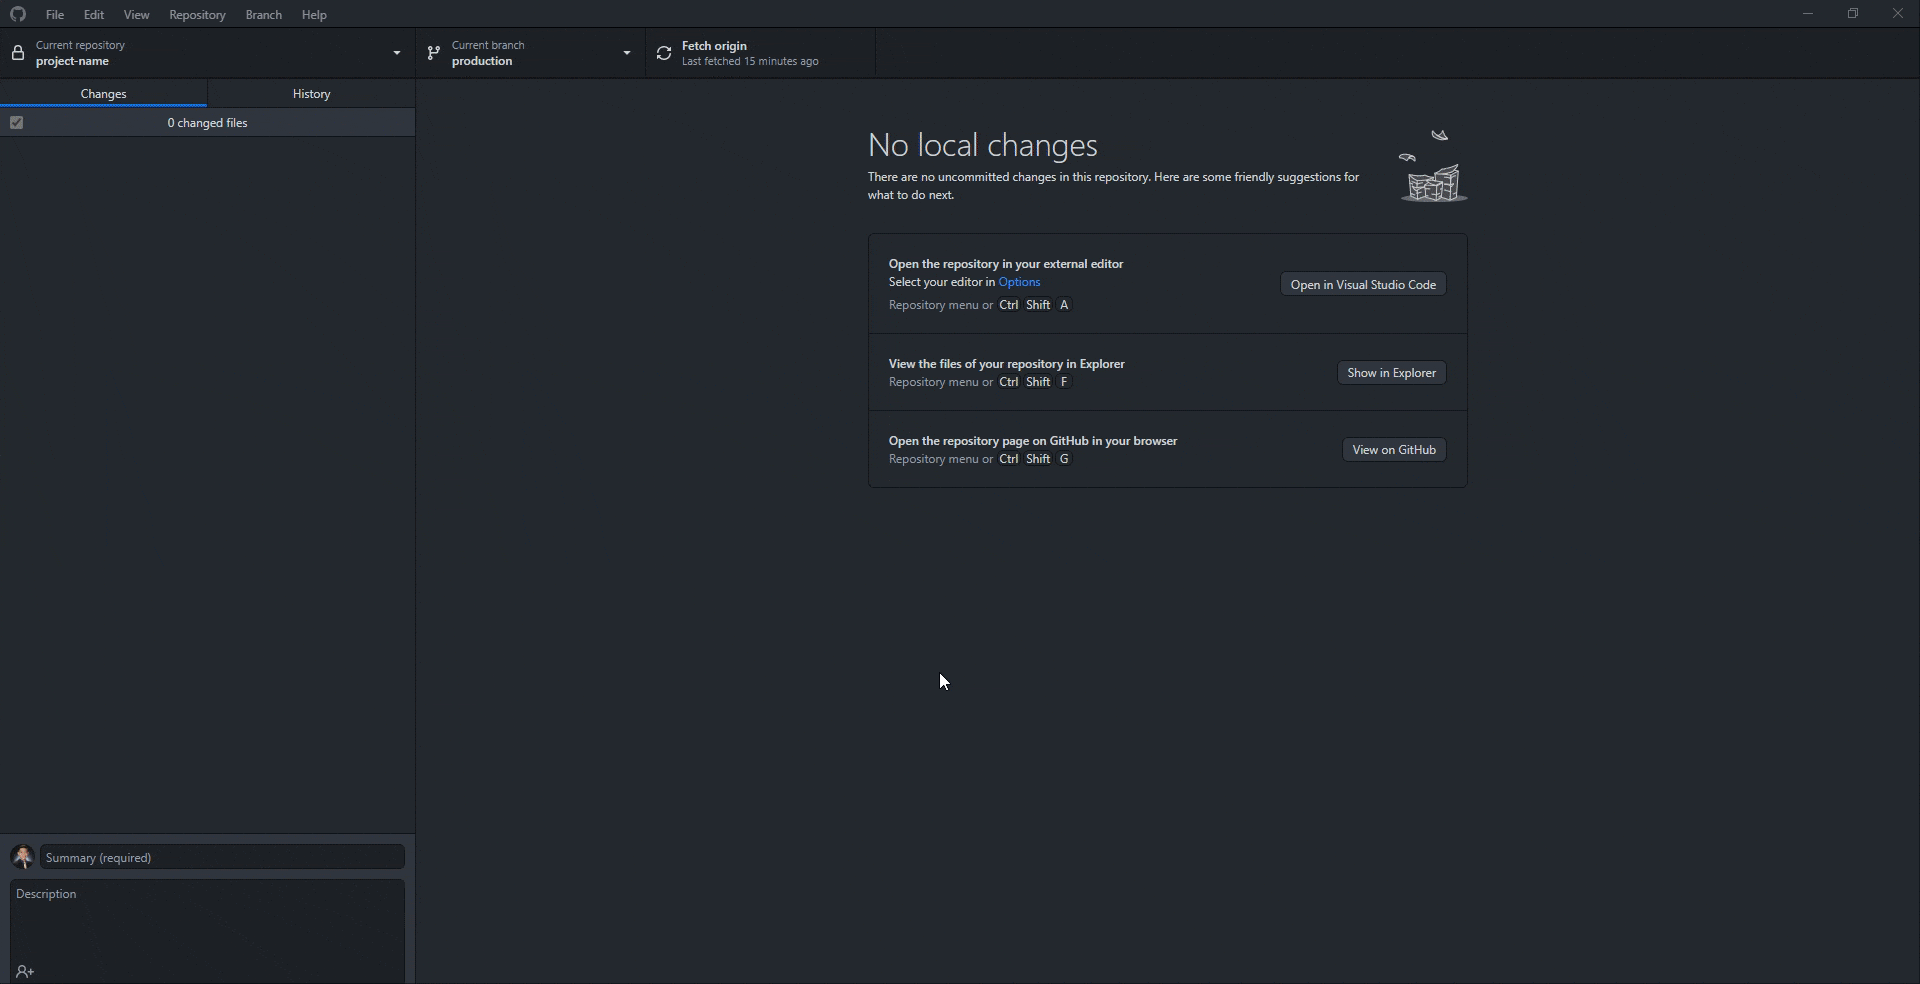 File Edit View Repository Branch Help
Current repository
project-name
Current branch
production
Fetch origin
Last fetched 15 minutes ago
Changes
History
0 changed files
No local changes
There are no uncommitted changes in this repository. Here are some friendly suggestions for
what to do next.
Open the repository in your external editor
Select your editor in Options
Repository menu or Ctrl Shift A
Open in Visual Studio Code
View the files of your repository in Explorer
Repository menu or Ctrl Shift F
Show in Explorer
Open the repository page on GitHub in your browser
Repository menu or Ctrl Shift G
View on GitHub
Summary (required)
Description